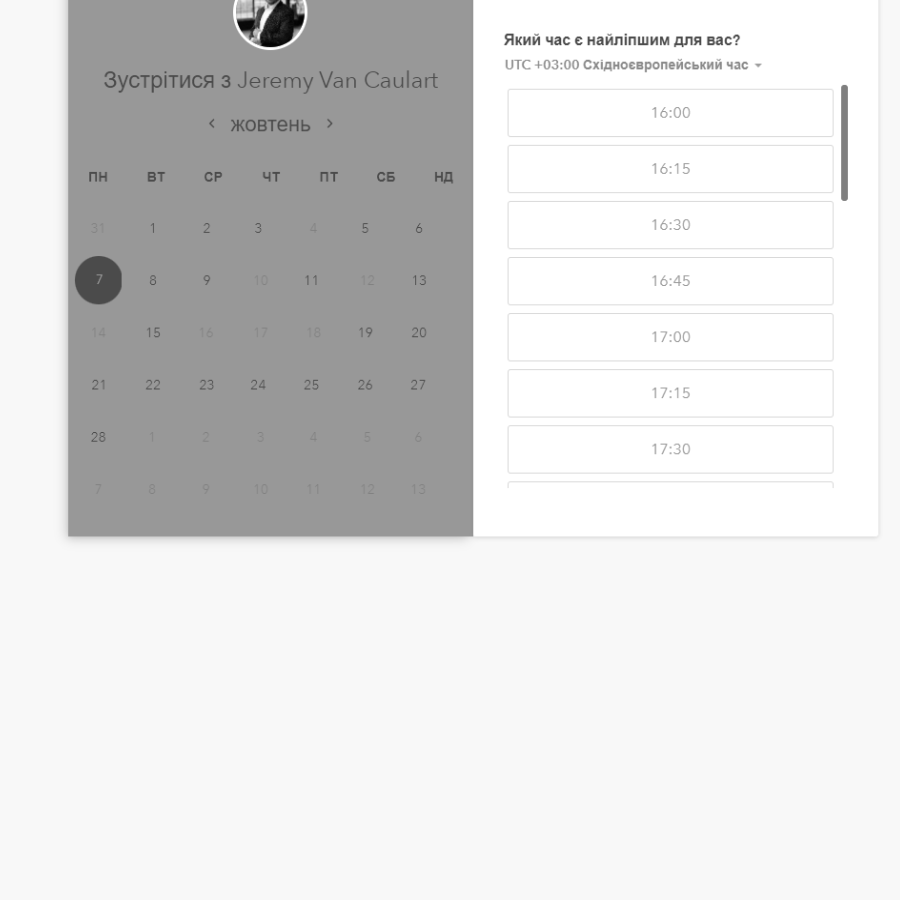 Зустрітися з Jeremy Van Caulart
жовтень
ПН ВТ СР ЧТ ПТ СБ НД
31 1 2 3 4 5 6
7 8 9 10 11 12 13
14 15 16 17 18 19 20
21 22 23 24 25 26 27
28 1 2 3 4 5 6
7 8 9 10 11 12 13
Який час є найліпшим для вас?
UTC +03:00 Східноєвропейський час
16:00
16:15
16:30
16:45
17:00
17:15
17:30